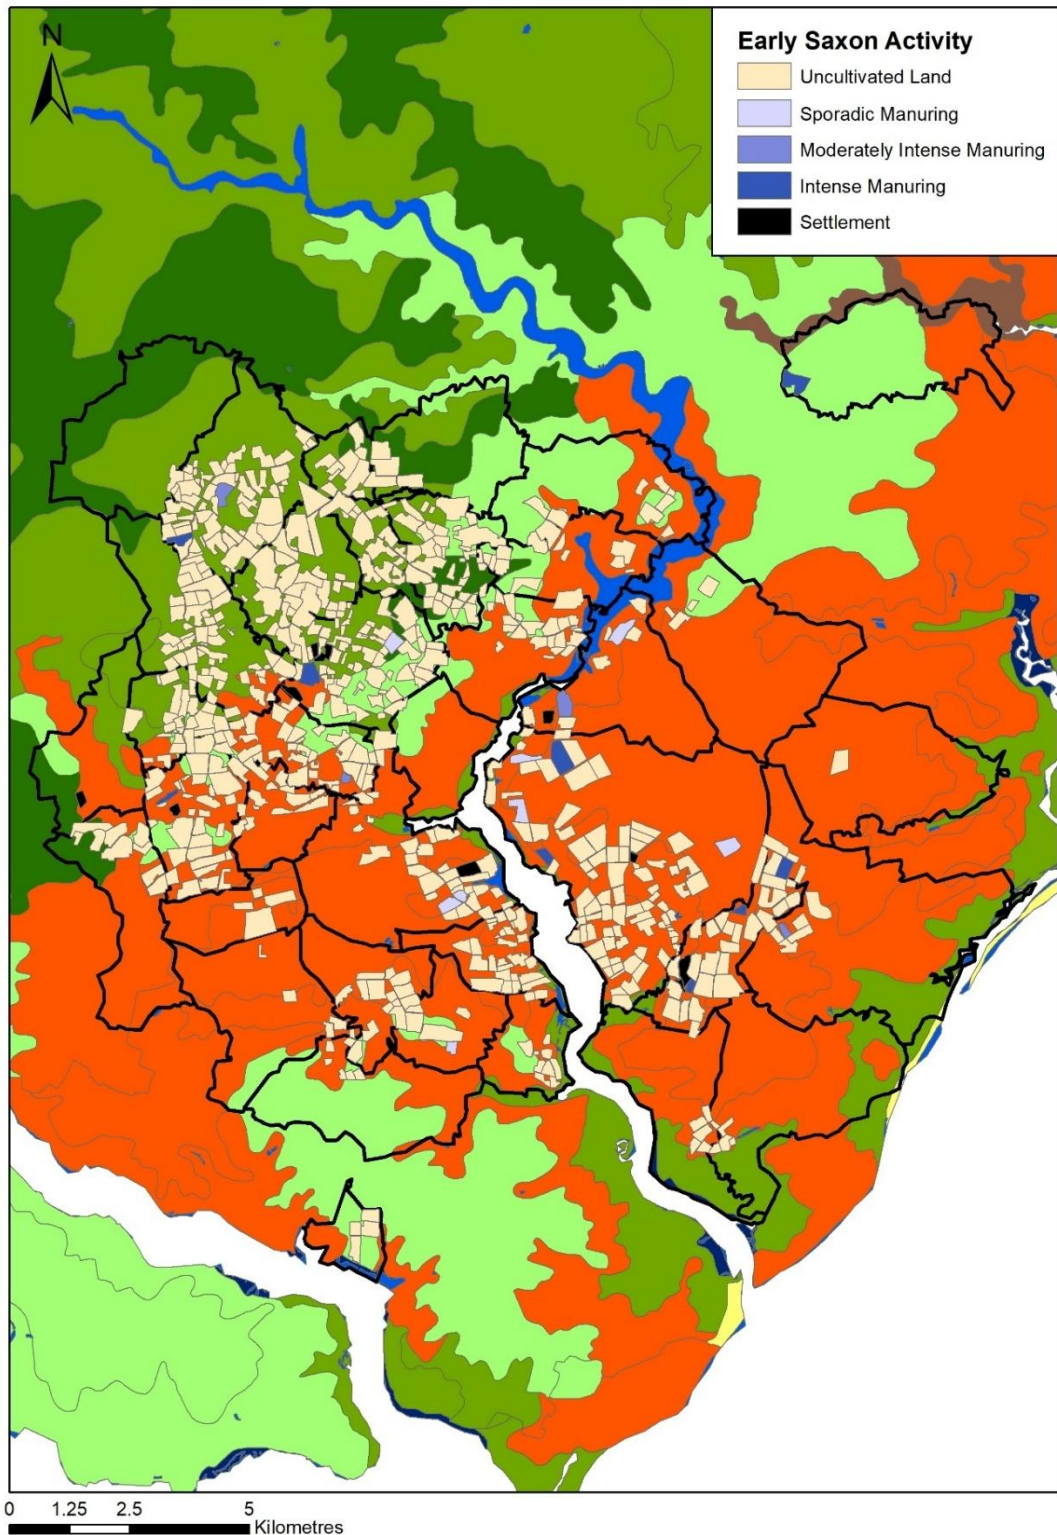 N
Early Saxon Activity
Uncultivated Land
Sporadic Manuring
Moderately Intense Manuring
Intense Manuring
Settlement
0 1.25 2.5 5
Kilometres